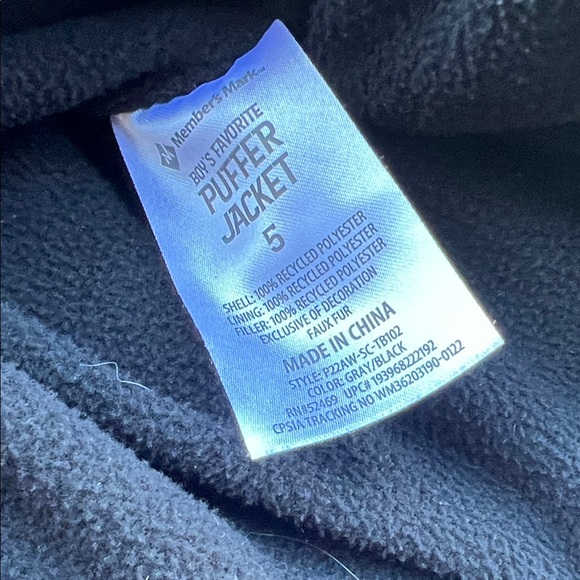 Member's Mark™
BOY'S FAVORITE
PUFFER
JACKET
5
SHELL: 100% RECYCLED POLYESTER
LINING: 100% RECYCLED POLYESTER
FILLER: 100% RECYCLED POLYESTER
EXCLUSIVE OF DECORATION
FAUX FUR
MADE IN CHINA
STYLE: P22AW-SC-TB102
COLOR: GRAY/BLACK
RN#52469 UPC# 193968222192
CPSIA TRACKING NO WM36203190-0122